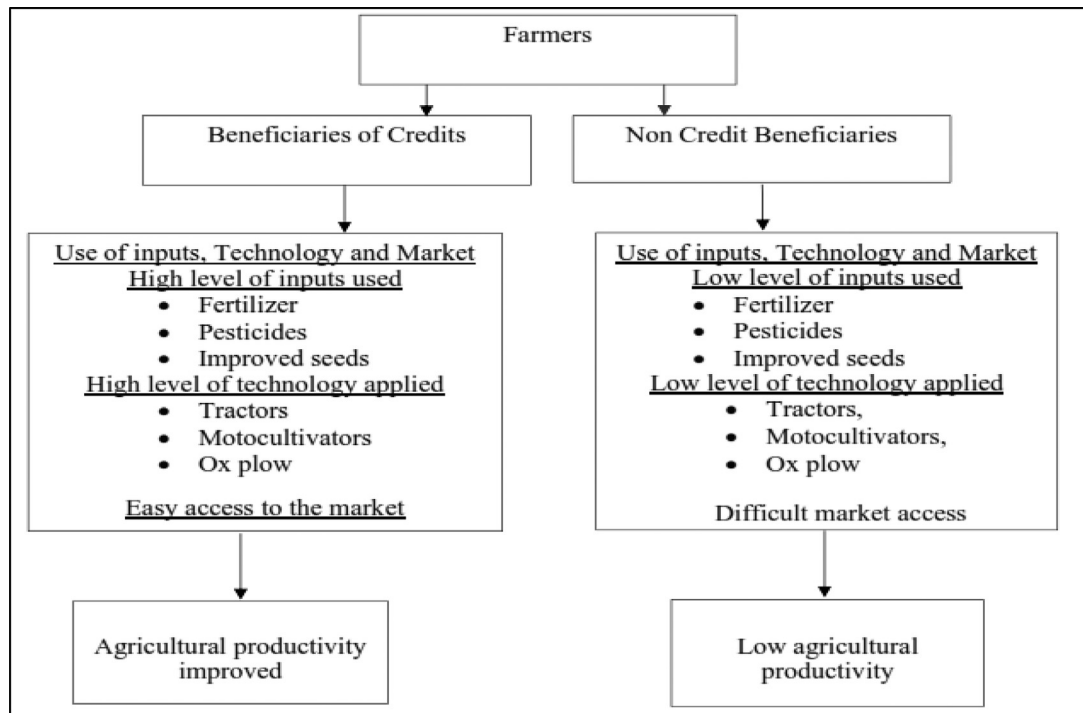 Farmers
Beneficiaries of Credits
Non Credit Beneficiaries
Use of inputs, Technology and Market
High level of inputs used
• Fertilizer
• Pesticides
• Improved seeds
High level of technology applied
• Tractors
• Motocultivators
• Ox plow
Easy access to the market
Use of inputs, Technology and Market
Low level of inputs used
• Fertilizer
• Pesticides
• Improved seeds
Low level of technology applied
• Tractors,
• Motocultivators,
• Ox plow
Difficult market access
Agricultural productivity
improved
Low agricultural
productivity